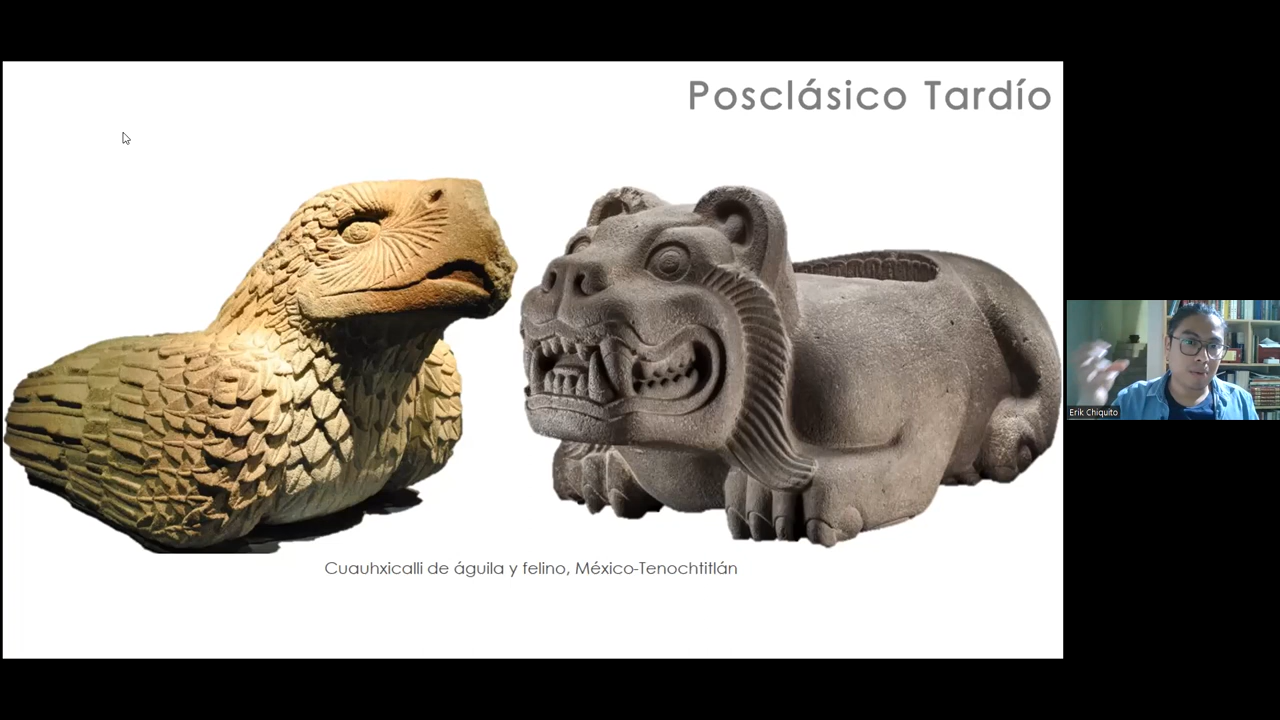 Posclásico Tardío
Erik Chiquito
Cuauhxicalli de águila y felino, México-Tenochtitlán